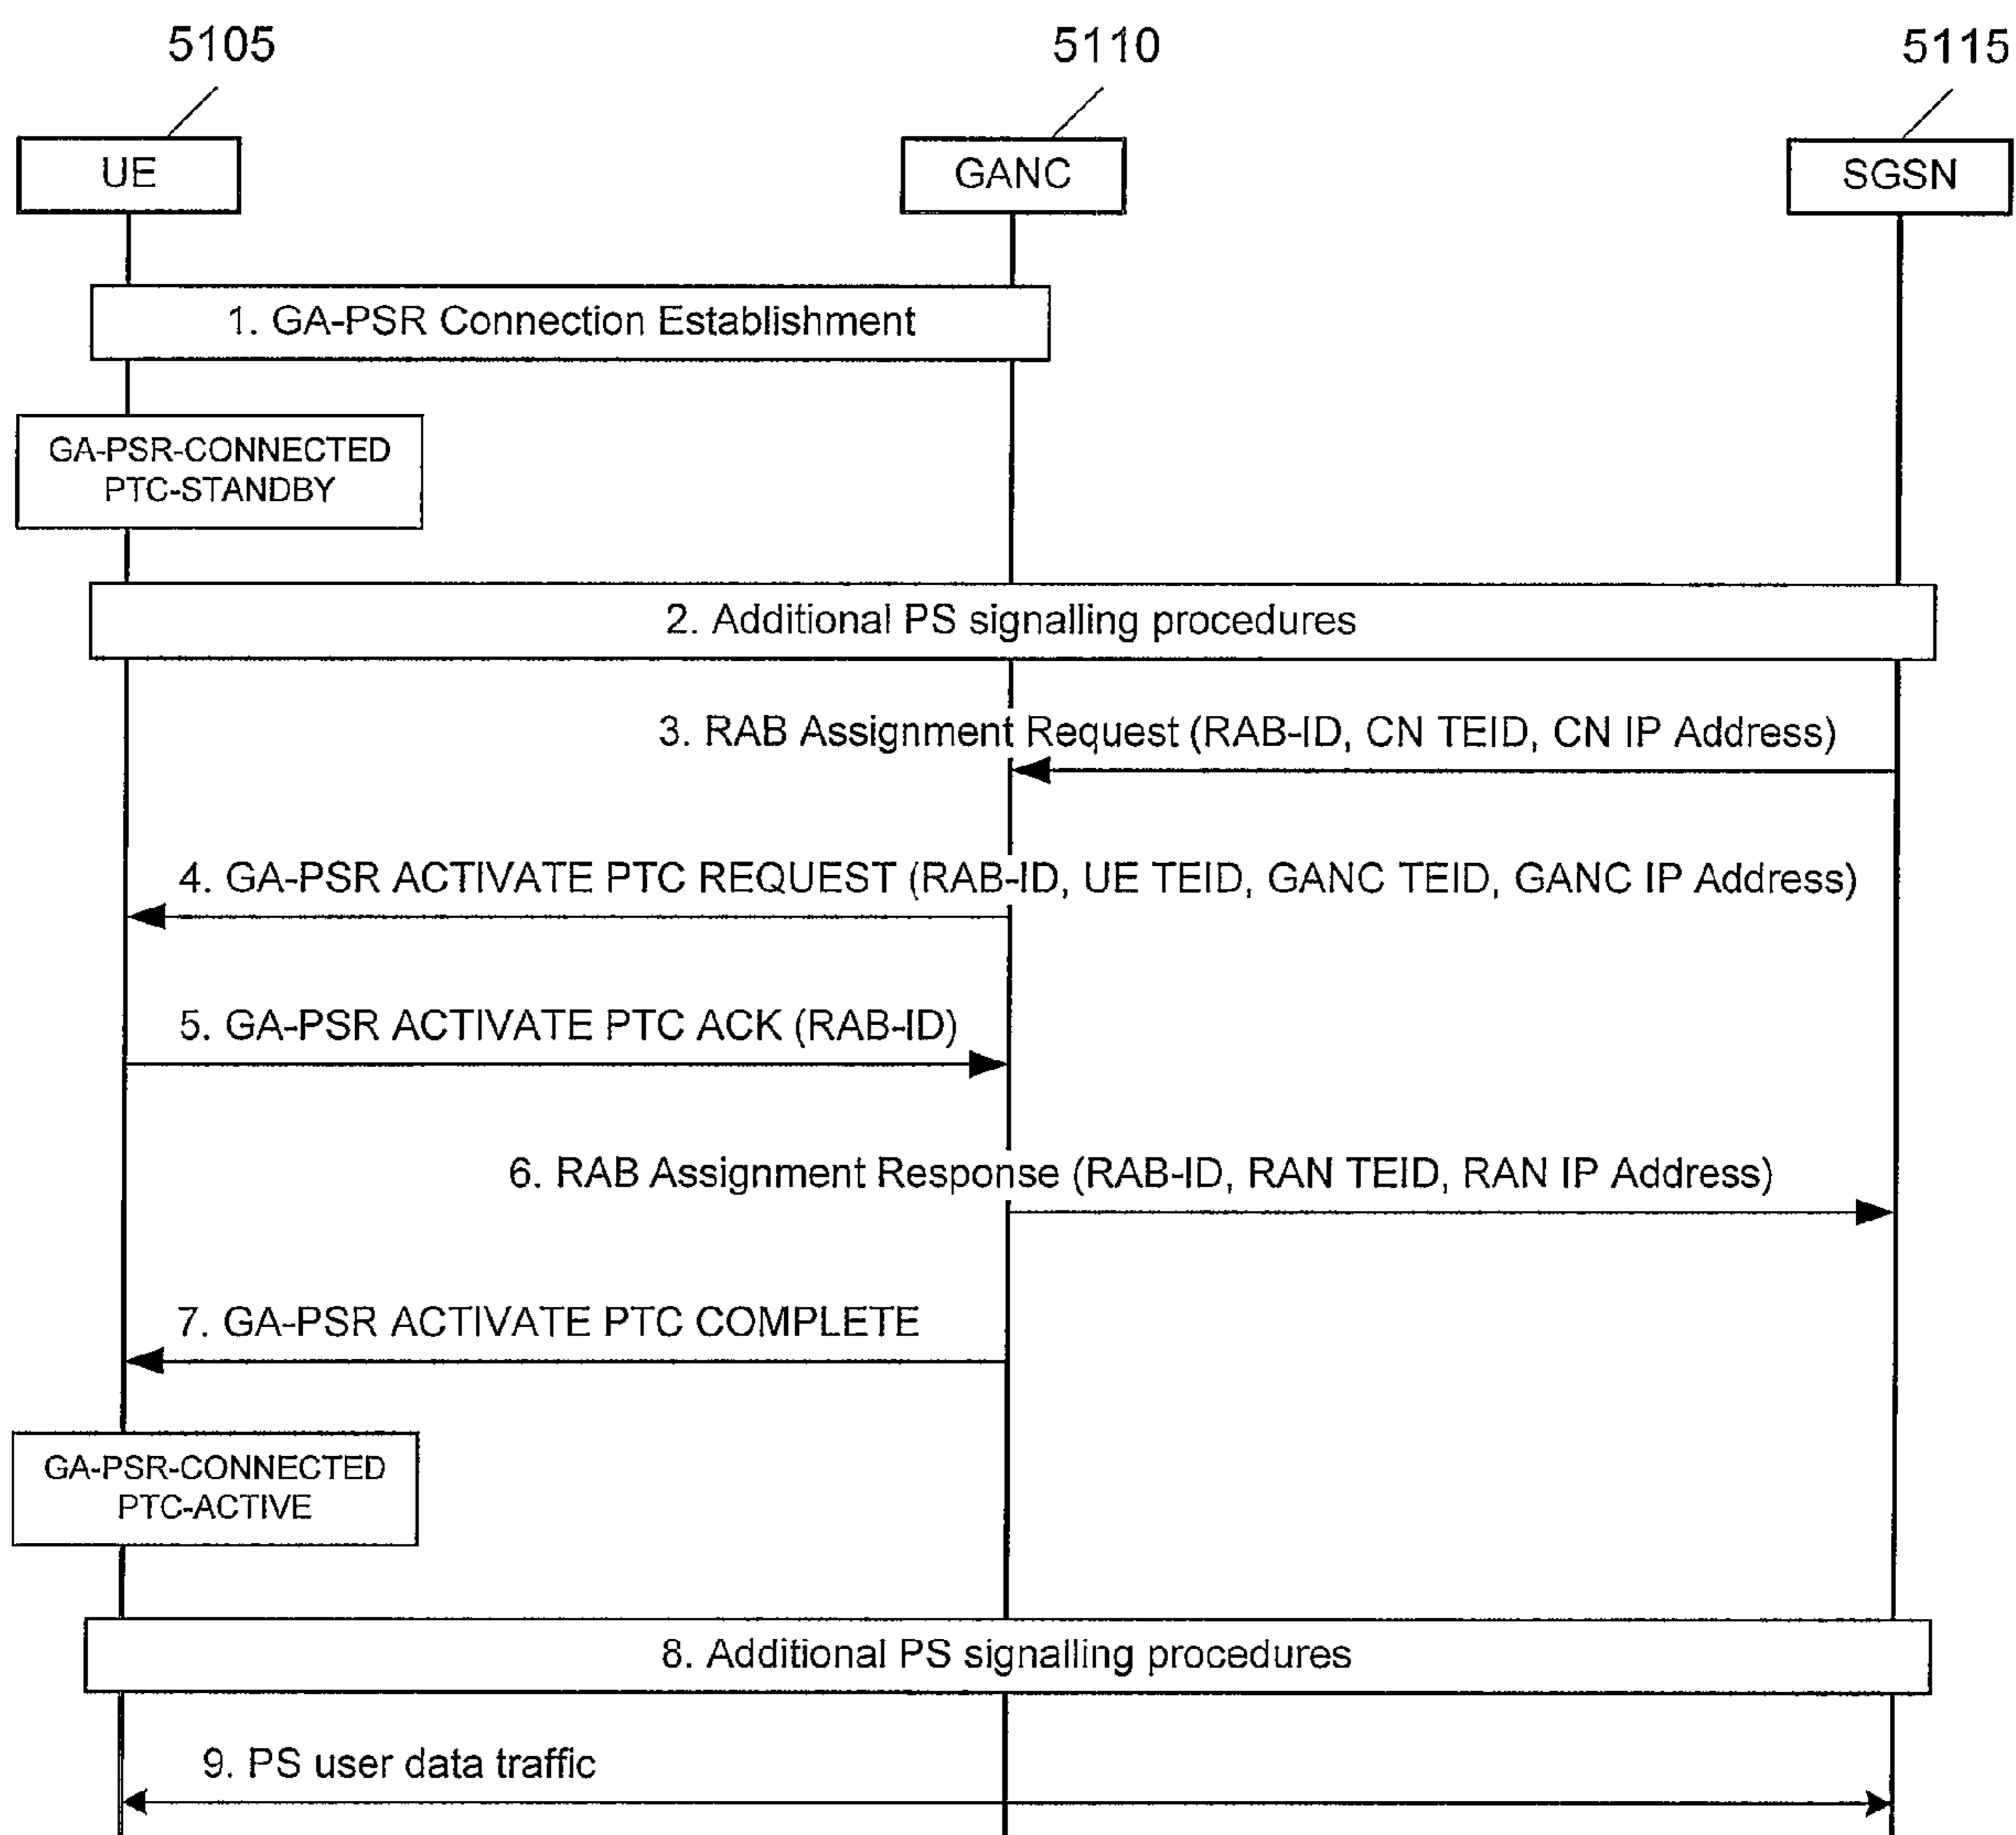 5105
5110
5115
UE
GANC
SGSN
1. GA-PSR Connection Establishment
GA-PSR-CONNECTED
PTC-STANDBY
2. Additional PS signalling procedures
3. RAB Assignment Request (RAB-ID, CN TEID, CN IP Address)
4. GA-PSR ACTIVATE PTC REQUEST (RAB-ID, UE TEID, GANC TEID, GANC IP Address)
5. GA-PSR ACTIVATE PTC ACK (RAB-ID)
6. RAB Assignment Response (RAB-ID, RAN TEID, RAN IP Address)
7. GA-PSR ACTIVATE PTC COMPLETE
GA-PSR-CONNECTED
PTC-ACTIVE
8. Additional PS signalling procedures
9. PS user data traffic